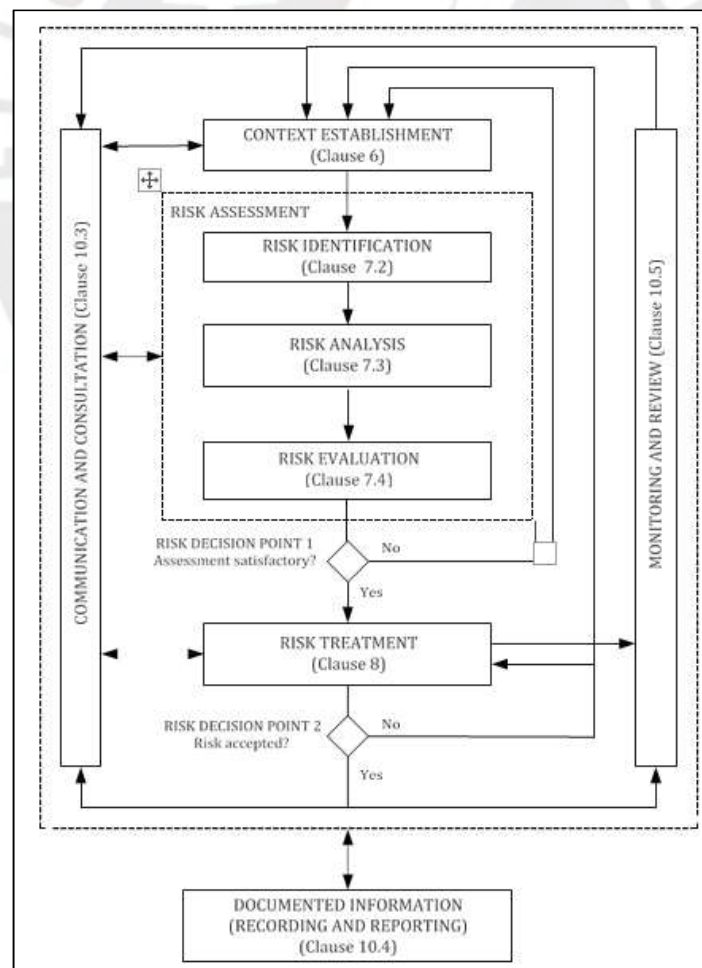 CONTEXT ESTABLISHMENT
(Clause 6)
RISK ASSESSMENT
RISK IDENTIFICATION
(Clause 7.2)
COMMUNICATION AND CONSULTATION (Clause 10.3)
RISK ANALYSIS
(Clause 7.3)
MONITORING AND REVIEW (Clause 10.5)
RISK EVALUATION
(Clause 7.4)
RISK DECISION POINT 1
Assessment satisfactory?
No
Yes
RISK TREATMENT
(Clause 8)
RISK DECISION POINT 2
Risk accepted?
No
Yes
DOCUMENTED INFORMATION
(RECORDING AND REPORTING)
(Clause 10.4)